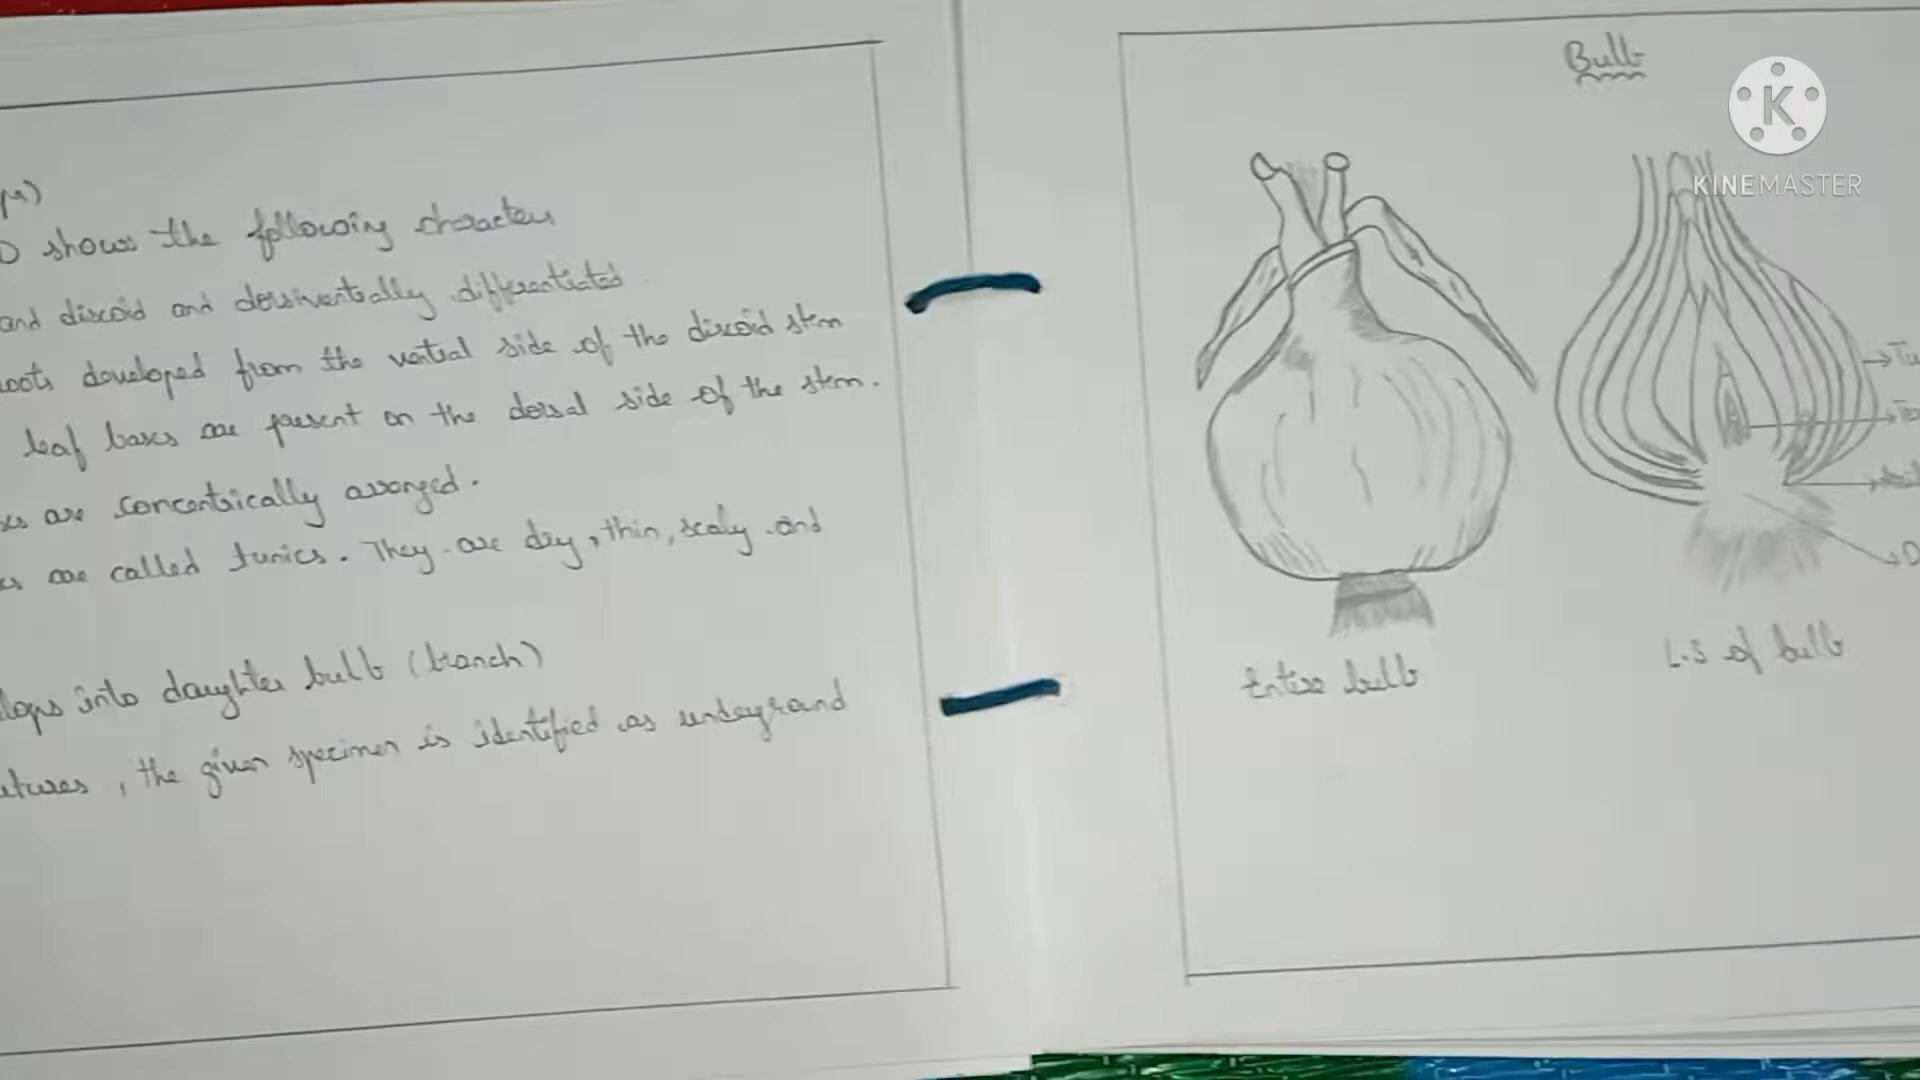 shows the following characters
and discoid and dorsiventrally differentiated
roots developed from the ventral side of the discoid stem
leaf bases are present on the dorsal side of the stem.
are concentrically arranged.
are called tunics. They are dry, thin, scaly and
into daughter bulb (branch)
, the given specimen is identified as
Bulb
K
KINEMASTER
Entire bulb
L.S of bulb